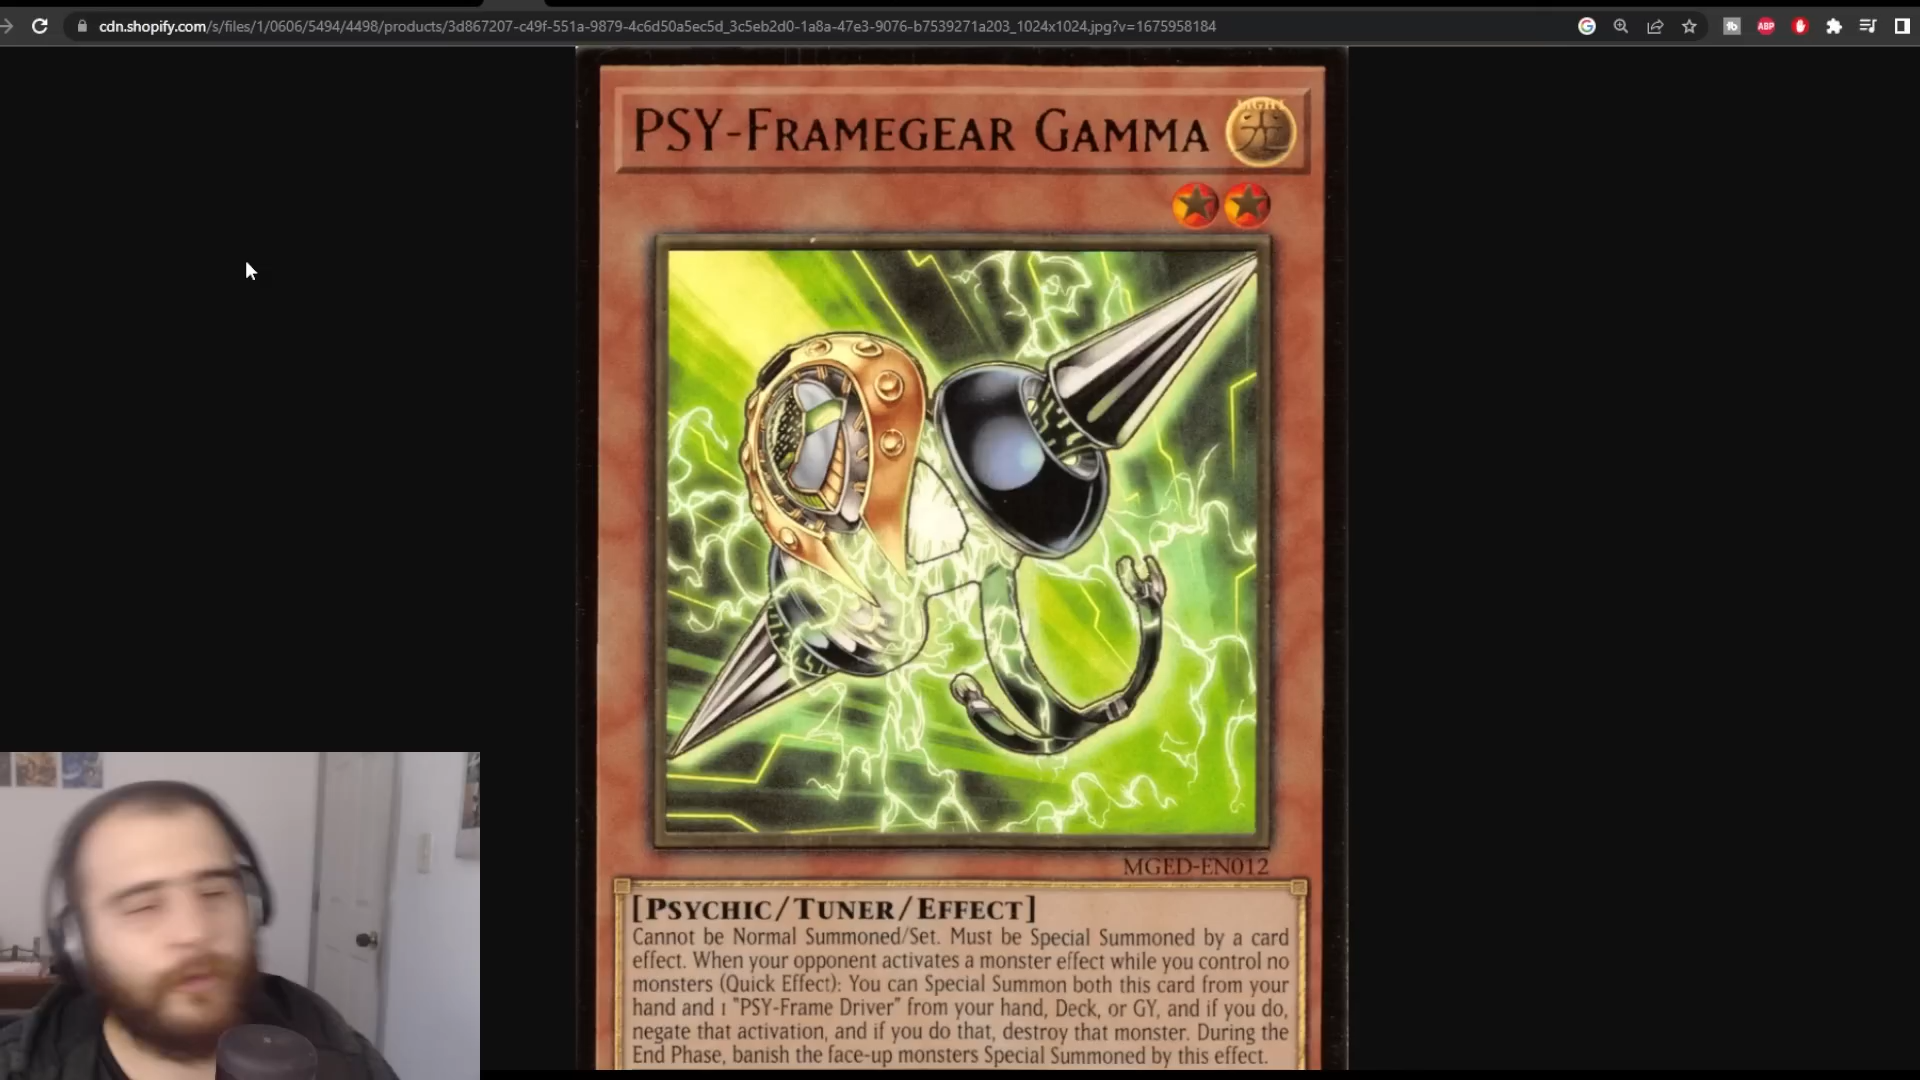 cdn.shopify.com/s/files/1/0606/5494/4498/products/3d867207-c49f-551a-9879-4c6d50a5ec5d_3c5eb2d0-1a8a-47e3-9076-b7539271a203_1024x1024.jpg?v=1675958184
G
tb
ABP
PSY-FRAMEGEAR GAMMA
LIGHT
光
MGED-EN012
[PSYCHIC/TUNER/EFFECT]
Cannot be Normal Summoned/Set. Must be Special Summoned by a card
effect. When your opponent activates a monster effect while you control no
monsters (Quick Effect): You can Special Summon both this card from your
hand and 1 "PSY-Frame Driver" from your hand, Deck, or GY, and if you do,
negate that activation, and if you do that, destroy that monster. During the
End Phase, banish the face-up monsters Special Summoned by this effect.